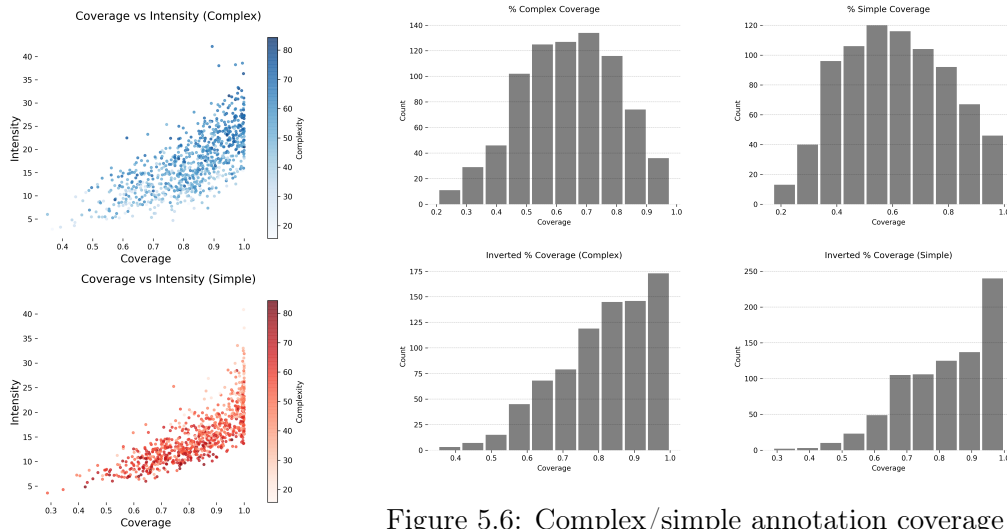 Coverage vs Intensity (Complex)
Intensity
40
35
30
25
20
15
10
5
0.4 0.5 0.6 0.7 0.8 0.9 1.0
Coverage
80
70
60
50
40
30
20
Complexity
Coverage vs Intensity (Simple)
Intensity
40
35
30
25
20
15
10
5
0.3 0.4 0.5 0.6 0.7 0.8 0.9 1.0
Coverage
80
70
60
50
40
30
20
Complexity
% Complex Coverage
Count
140
120
100
80
60
40
20
0
0.2 0.3 0.4 0.5 0.6 0.7 0.8 0.9 1.0
Coverage
% Simple Coverage
Count
120
100
80
60
40
20
0
0.2 0.4 0.6 0.8 1.0
Coverage
Inverted % Coverage (Complex)
Count
175
150
125
100
75
50
25
0
0.4 0.5 0.6 0.7 0.8 0.9 1.0
Coverage
Inverted % Coverage (Simple)
Count
250
200
150
100
50
0
0.3 0.4 0.5 0.6 0.7 0.8 0.9 1.0
Coverage
Figure 5.6: Complex/simple annotation coverage